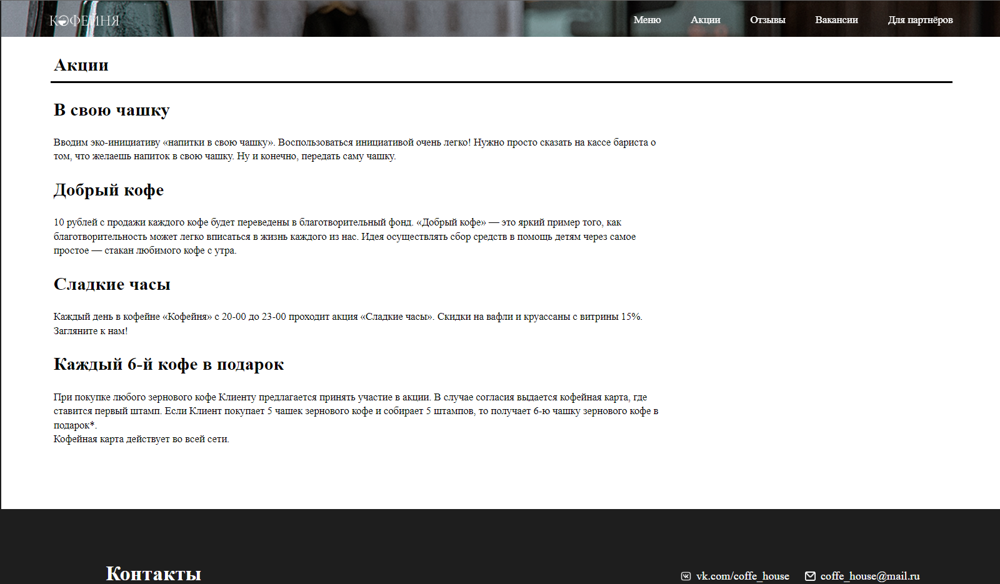 КОФЕЙНЯ
Меню Акции Отзывы Вакансии Для партнёров
Акции
В свою чашку
Вводим эко-инициативу «напитки в свою чашку». Воспользоваться инициативой очень легко! Нужно просто сказать на кассе бариста о
том, что желаешь напиток в свою чашку. Ну и конечно, передать саму чашку.
Добрый кофе
10 рублей с продажи каждого кофе будет переведены в благотворительный фонд. «Добрый кофе» — это яркий пример того, как
благотворительность может легко вписаться в жизнь каждого из нас. Идея осуществлять сбор средств в помощь детям через самое
простое — стакан любимого кофе с утра.
Сладкие часы
Каждый день в кофейне «Кофейня» с 20-00 до 23-00 проходит акция «Сладкие часы». Скидки на вафли и круассаны с витрины 15%.
Загляните к нам!
Каждый 6-й кофе в подарок
При покупке любого зернового кофе Клиенту предлагается принять участие в акции. В случае согласия выдается кофейная карта, где
ставится первый штамп. Если Клиент покупает 5 чашек зернового кофе и собирает 5 штампов, то получает 6-ю чашку зернового кофе в
подарок*.
Кофейная карта действует во всей сети.
Контакты
vk.com/coffe_house coffe_house@mail.ru